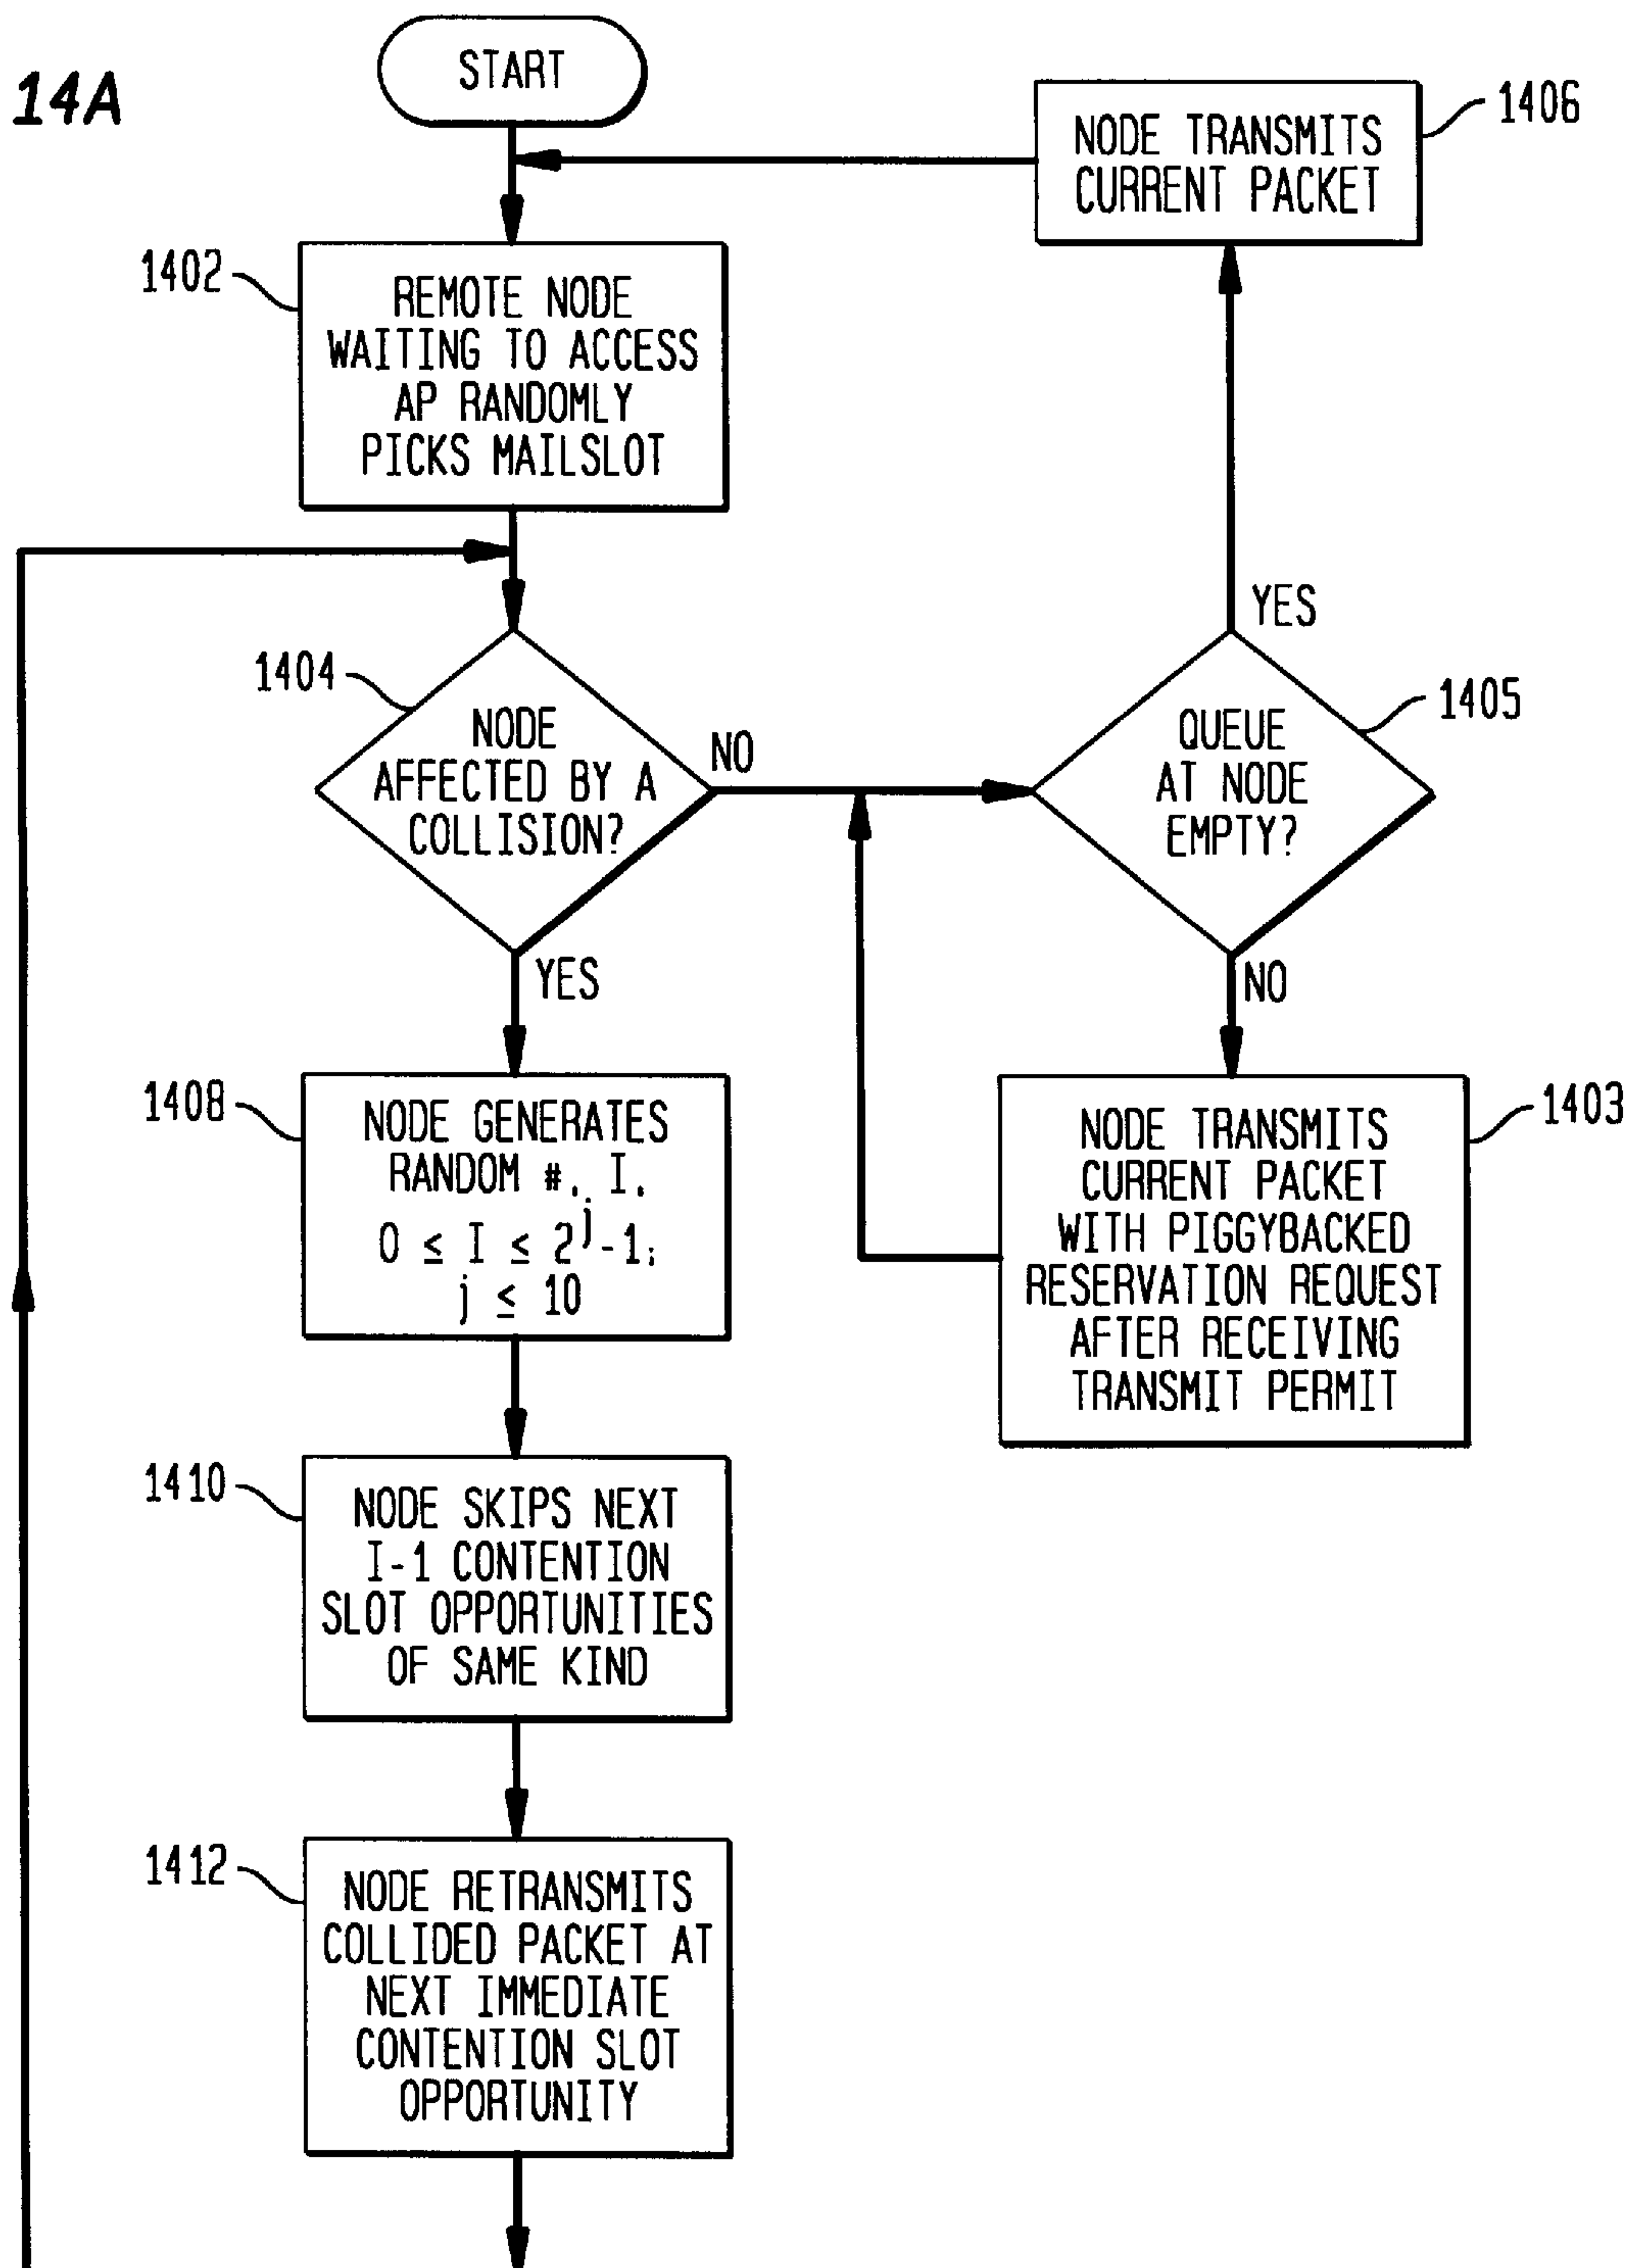 14A
START
1406
NODE TRANSMITS
CURRENT PACKET
1402
REMOTE NODE
WAITING TO ACCESS
AP RANDOMLY
PICKS MAILSLOT
YES
1404
NODE
AFFECTED BY A
COLLISION?
NO
1405
QUEUE
AT NODE
EMPTY?
YES
NO
1408
NODE GENERATES
RANDOM #, I,
0 ≤ I ≤ 2^j-1;
j ≤ 10
1403
NODE TRANSMITS
CURRENT PACKET
WITH PIGGYBACKED
RESERVATION REQUEST
AFTER RECEIVING
TRANSMIT PERMIT
1410
NODE SKIPS NEXT
I-1 CONTENTION
SLOT OPPORTUNITIES
OF SAME KIND
1412
NODE RETRANSMITS
COLLIDED PACKET AT
NEXT IMMEDIATE
CONTENTION SLOT
OPPORTUNITY